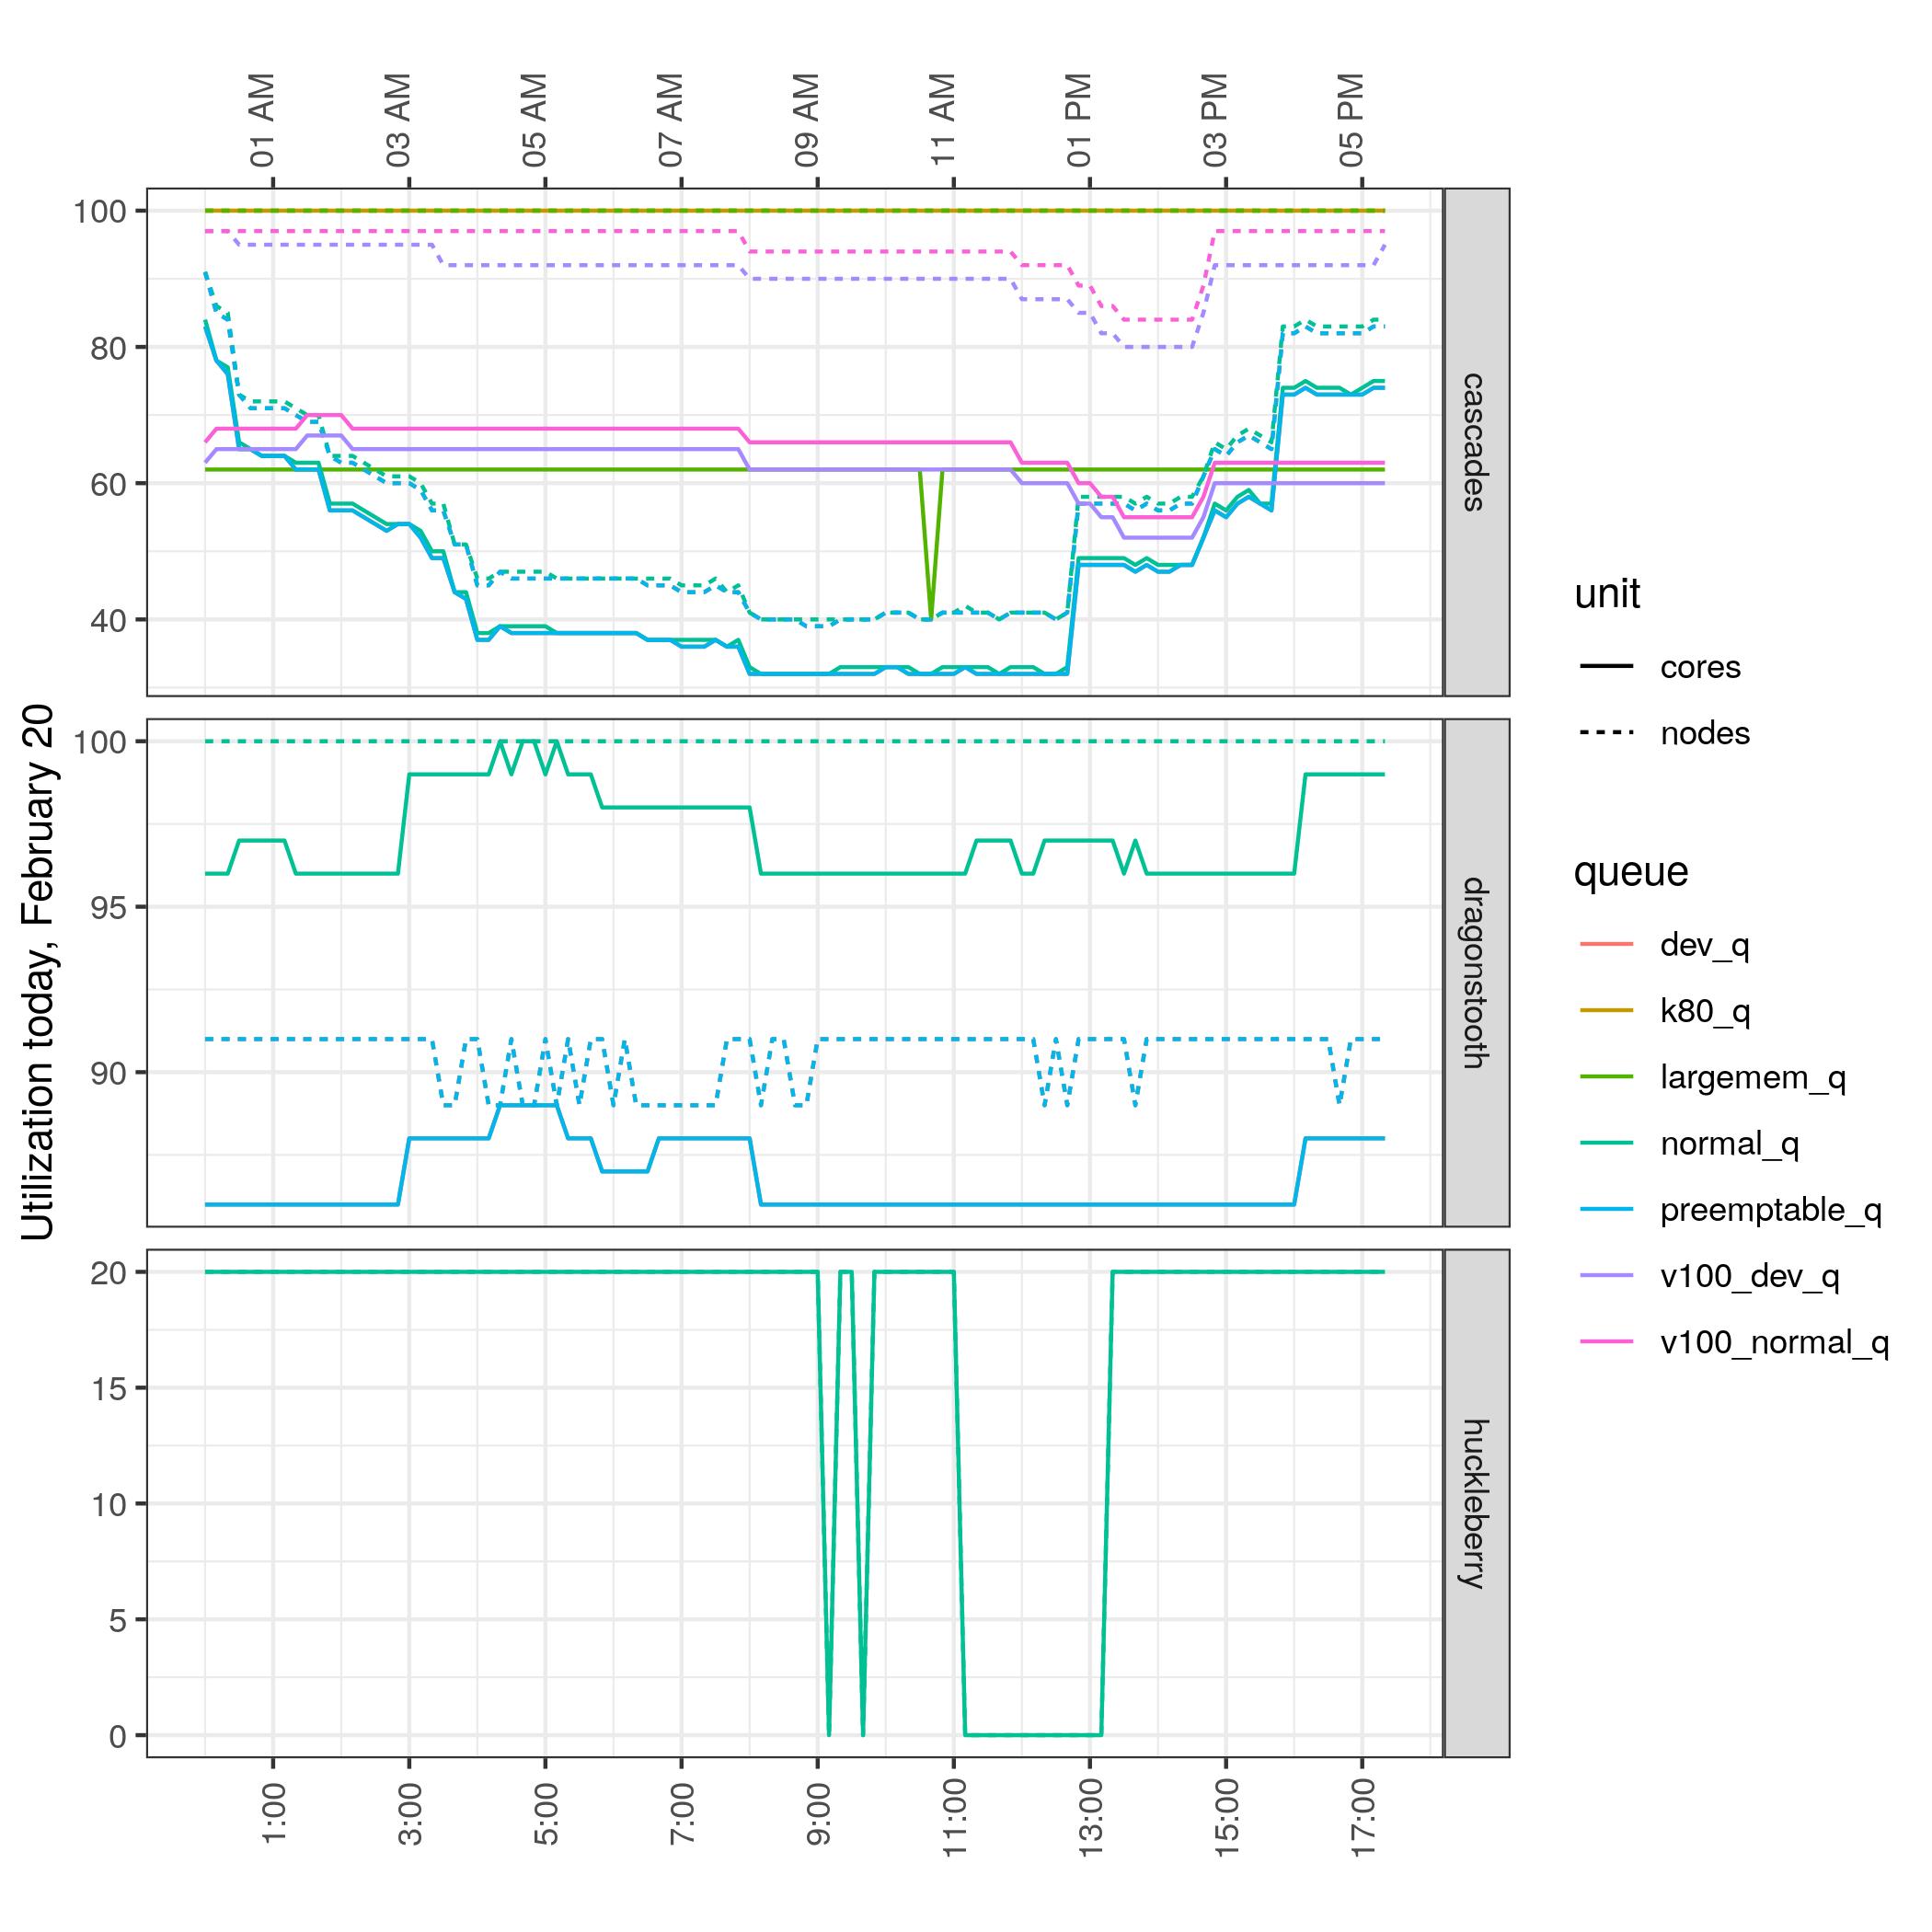 01 AM
03 AM
05 AM
07 AM
09 AM
11 AM
01 PM
03 PM
05 PM
Utilization today, February 20
100
80
60
40
cascades
100
95
90
dragonstooth
20
15
10
5
0
huckleberry
1:00
3:00
5:00
7:00
9:00
11:00
13:00
15:00
17:00
unit
cores
nodes
queue
dev_q
k80_q
largemem_q
normal_q
preemptable_q
v100_dev_q
v100_normal_q